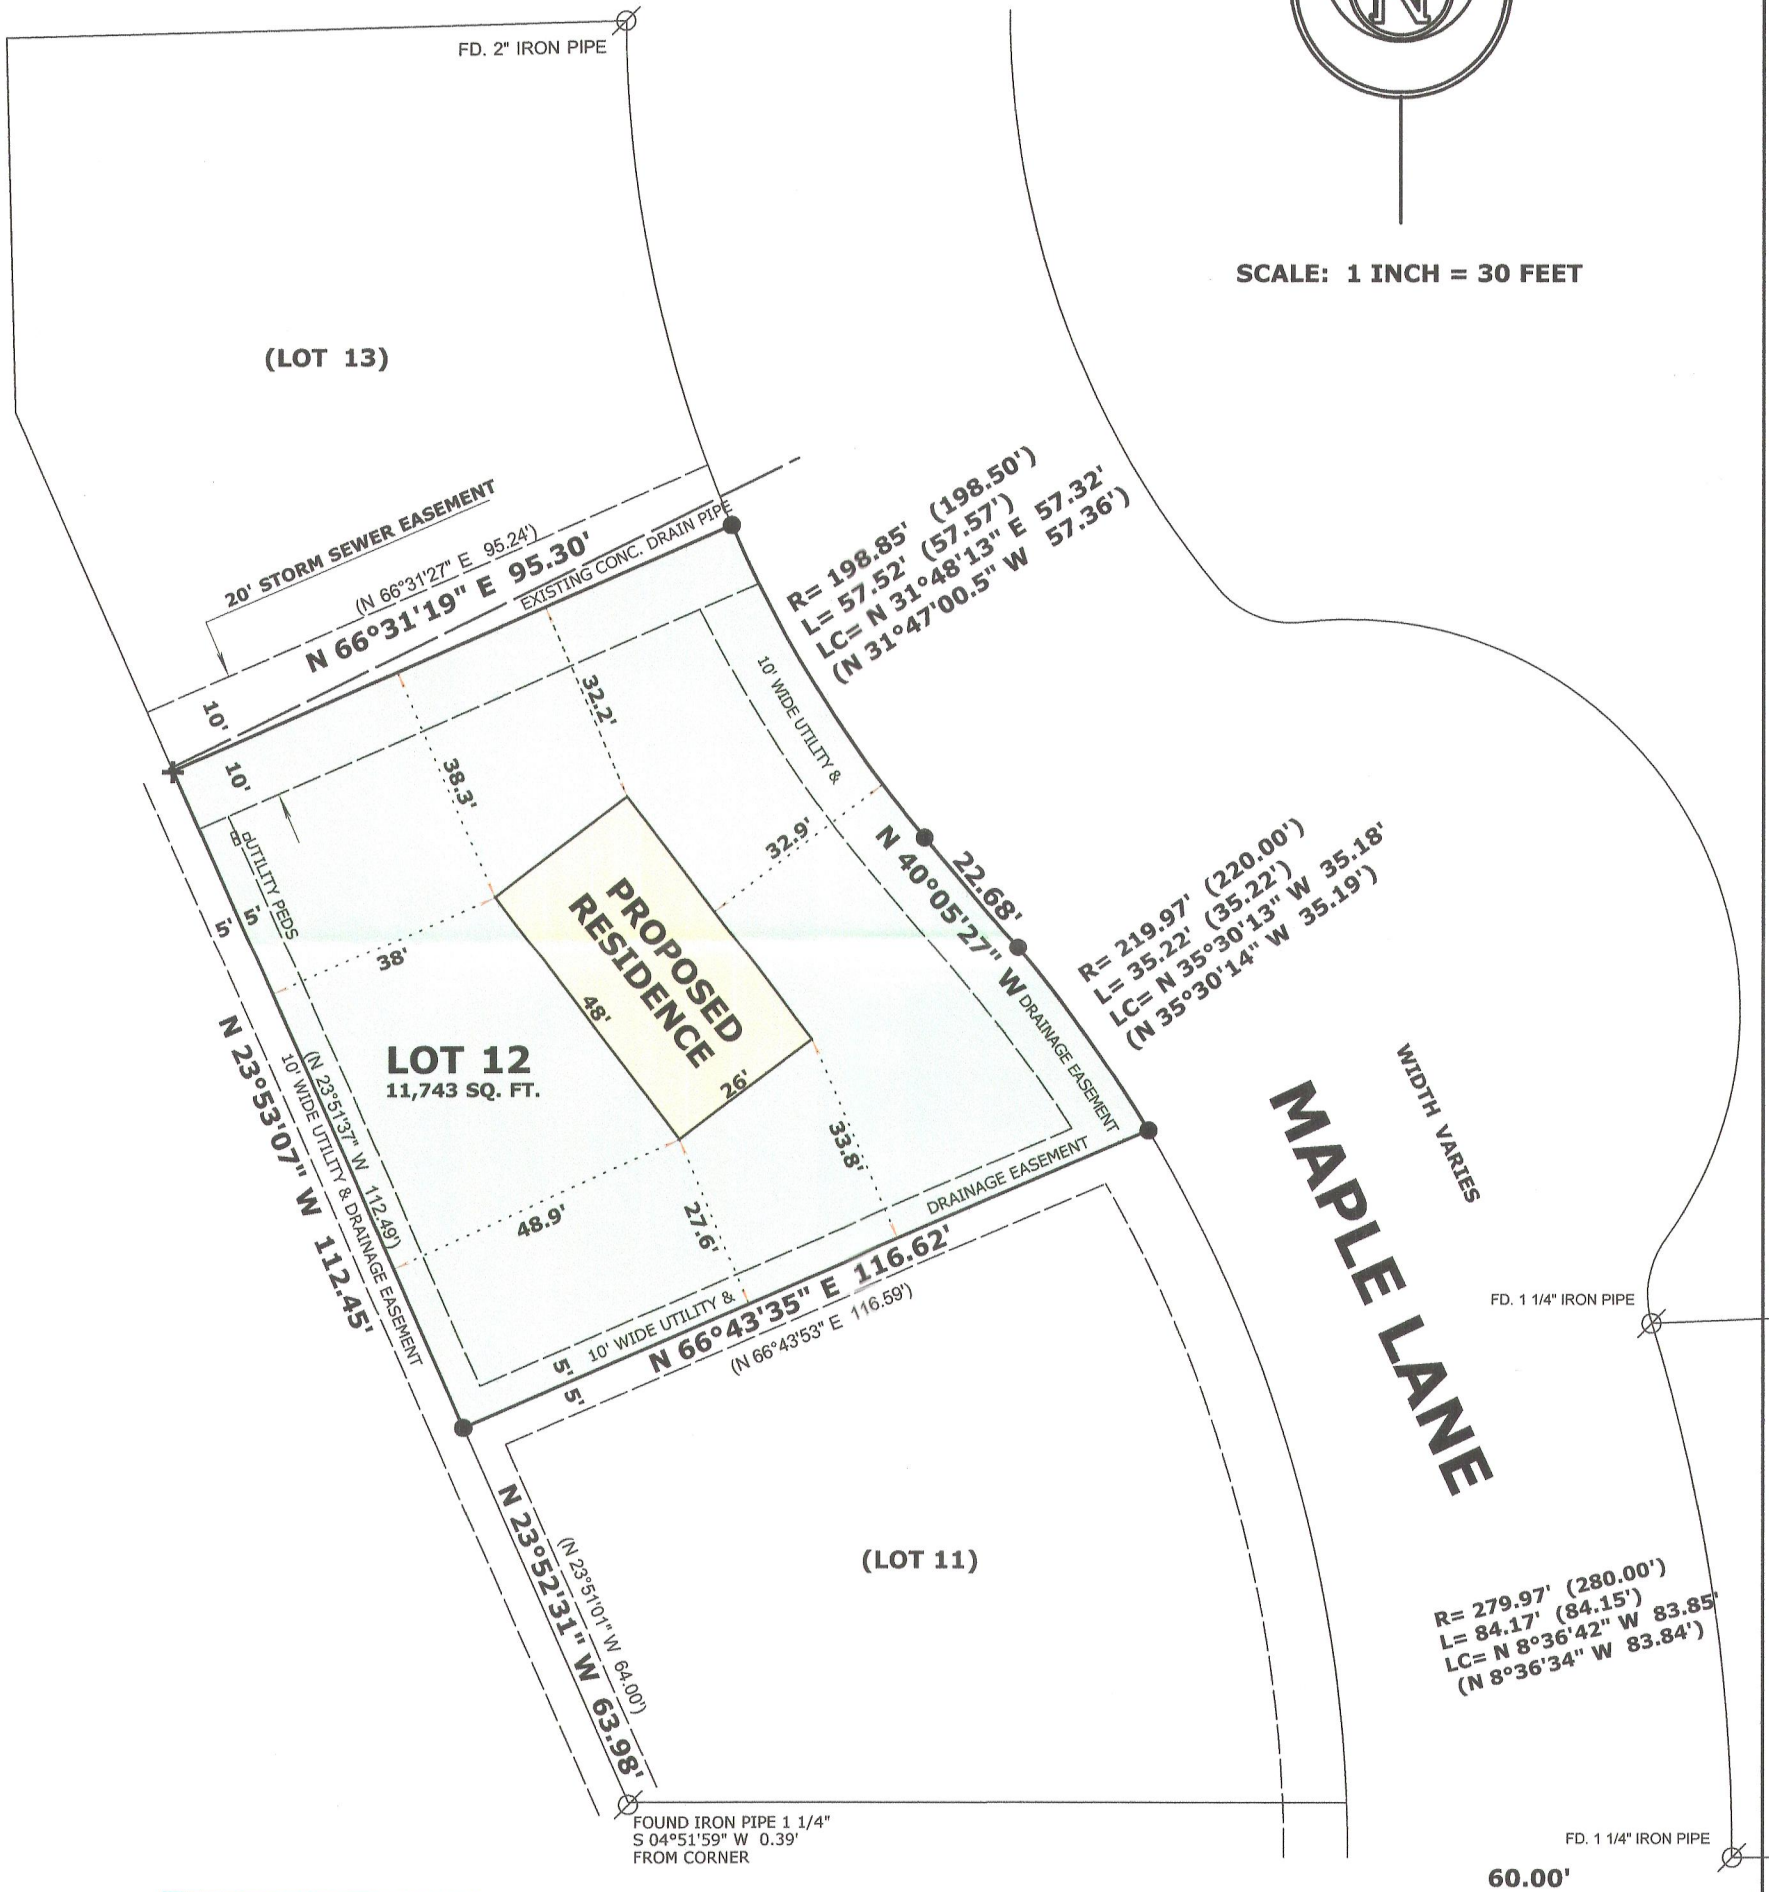 N
FD. 2" IRON PIPE
SCALE: 1 INCH = 30 FEET
(LOT 13)
20' STORM SEWER EASEMENT
(N 66°31'27" E 95.24')
N 66°31'19" E 95.30'
EXISTING CONC. DRAIN PIPE
R= 198.85' (198.50')
L= 57.52' (57.57')
LC= N 31°48'13" E 57.32'
(N 31°47'00.5" W 57.36')
10'
10'
38.3'
32.2'
10' WIDE UTILITY &
32.9'
UTILITY PEDS
5'
5'
38'
PROPOSED
RESIDENCE
48'
26'
N 40°05'27" W
22.68'
R= 219.97' (220.00')
L= 35.22' (35.22')
LC= N 35°30'13" W 35.18'
(N 35°30'14" W 35.19')
DRAINAGE EASEMENT
LOT 12
11,743 SQ. FT.
N 23°53'07" W 112.45'
(N 23°51'37" W 112.49')
10' WIDE UTILITY & DRAINAGE EASEMENT
48.9'
27.6'
33.8'
DRAINAGE EASEMENT
10' WIDE UTILITY &
N 66°43'35" E 116.62'
(N 66°43'53" E 116.59')
5'
5'
WIDTH VARIES
MAPLE LANE
FD. 1 1/4" IRON PIPE
N 23°52'31" W 63.98'
(N 23°51'01" W 64.00')
(LOT 11)
R= 279.97' (280.00')
L= 84.17' (84.15')
LC= N 8°36'42" W 83.85'
(N 8°36'34" W 83.84')
FOUND IRON PIPE 1 1/4"
S 04°51'59" W 0.39'
FROM CORNER
FD. 1 1/4" IRON PIPE
60.00'